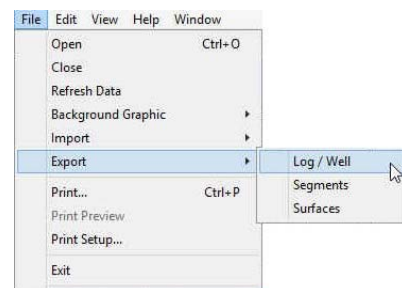 File Edit View Help Window
Open Ctrl+O
Close
Refresh Data
Background Graphic
Import
Export
Log / Well
Segments
Surfaces
Print... Ctrl+P
Print Preview
Print Setup...
Exit